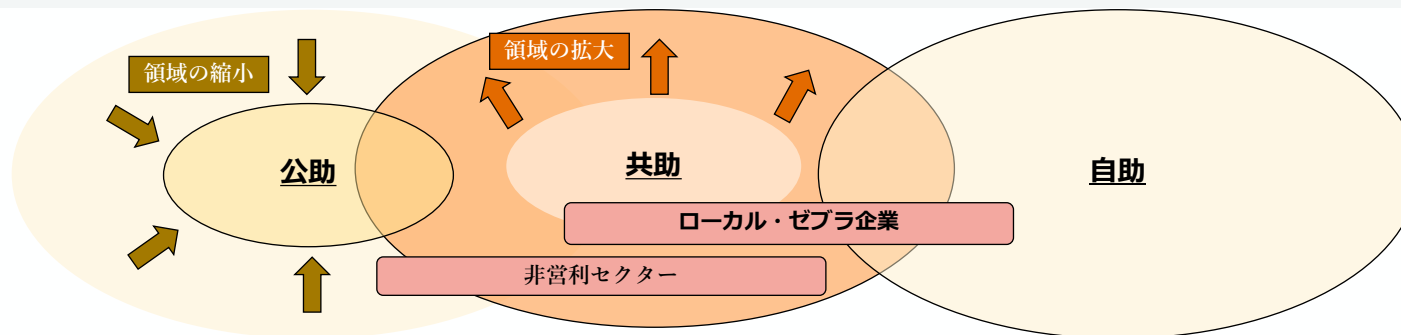 領域の縮小
領域の拡大
公助
共助
自助
ローカル・ゼブラ企業
非営利セクター